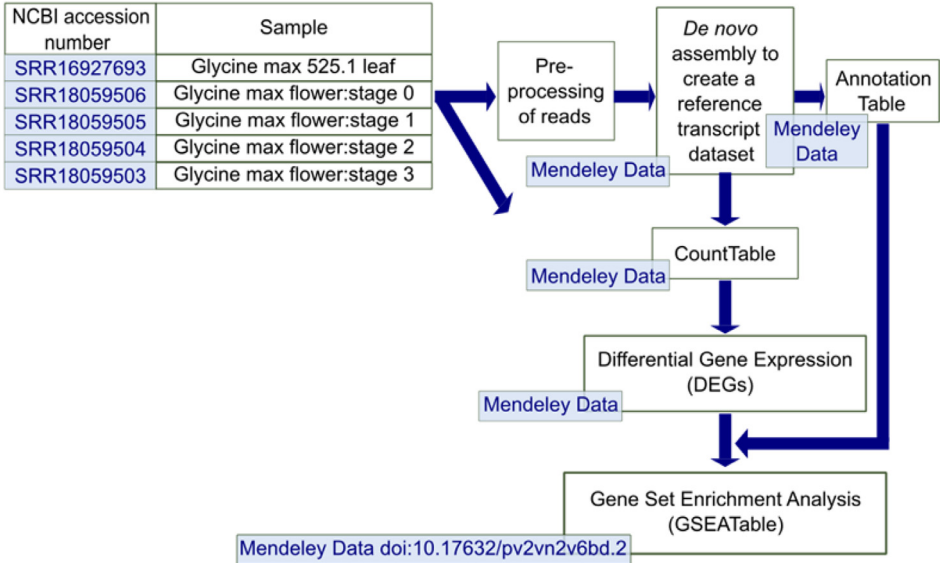 NCBI accession
number
Sample
SRR16927693
Glycine max 525.1 leaf
SRR18059506
Glycine max flower:stage 0
SRR18059505
Glycine max flower:stage 1
SRR18059504
Glycine max flower:stage 2
SRR18059503
Glycine max flower:stage 3
Pre-
processing
of reads
De novo
assembly to
create a
reference
transcript
dataset
Mendeley Data
Annotation
Table
Mendeley
Data
CountTable
Mendeley Data
Differential Gene Expression
(DEGs)
Mendeley Data
Gene Set Enrichment Analysis
(GSEATable)
Mendeley Data doi:10.17632/pv2vn2v6bd.2